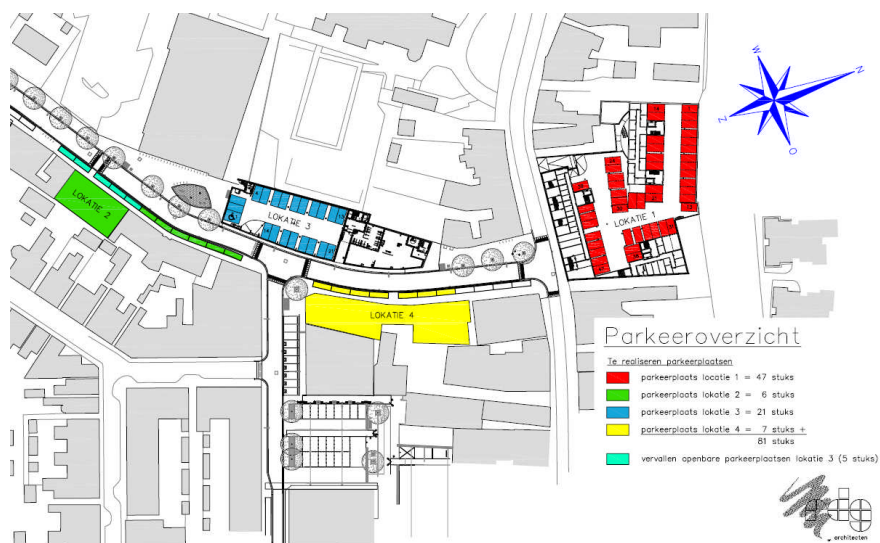 W
N
Z
O
LOKATIE 2
LOKATIE 3
LOKATIE 1
LOKATIE 4
Parkeeroverzicht
Te realiseren parkeerplaatsen
parkeerplaats locatie 1 = 47 stuks
parkeerplaats lokatie 2 = 6 stuks
parkeerplaats lokatie 3 = 21 stuks
parkeerplaats lokatie 4 = 7 stuks +
81 stuks
vervallen openbare parkeerplaatsen lokatie 3 (5 stuks)
architecten